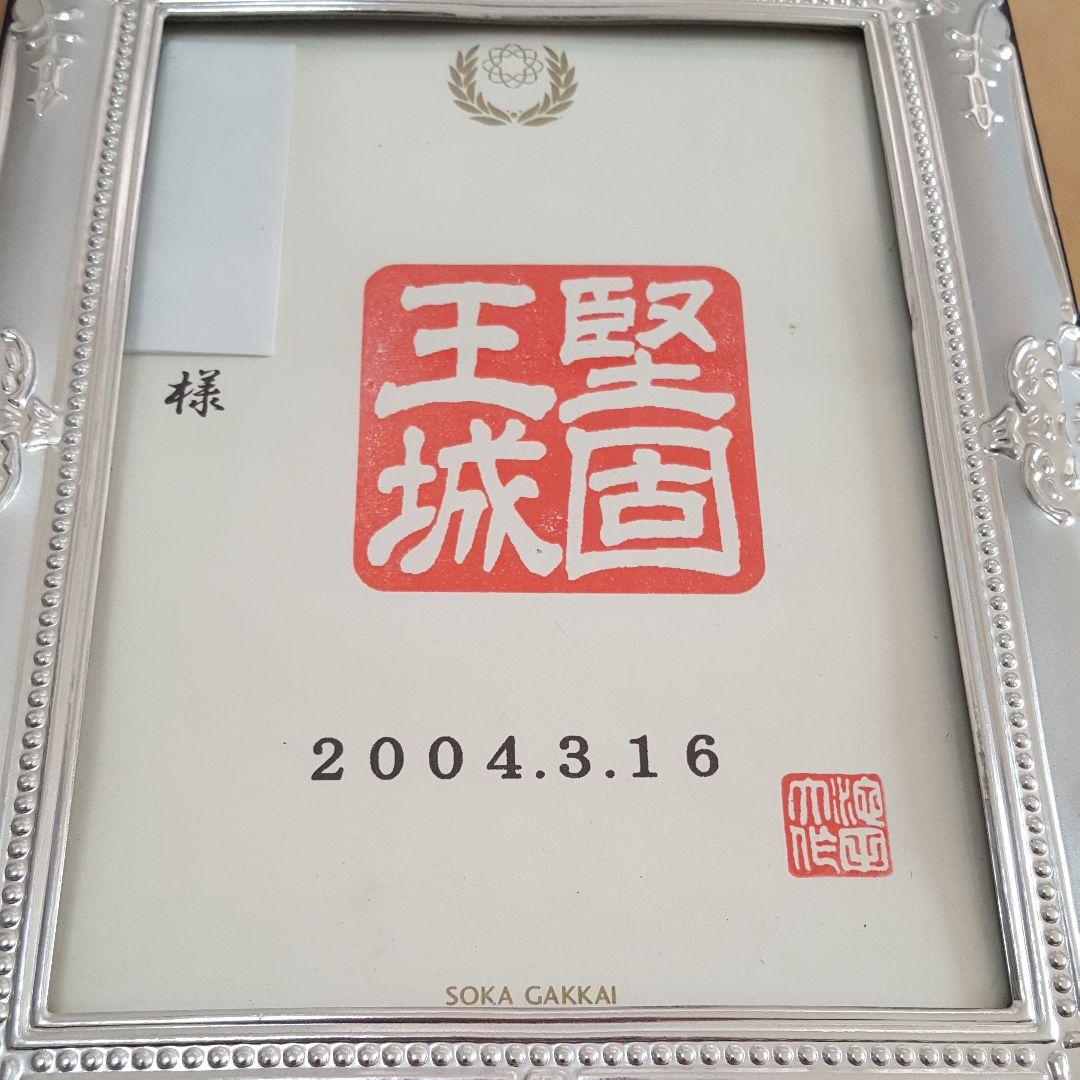 様
堅固
王城
2004.3.16
池田
大作
SOKA GAKKAI